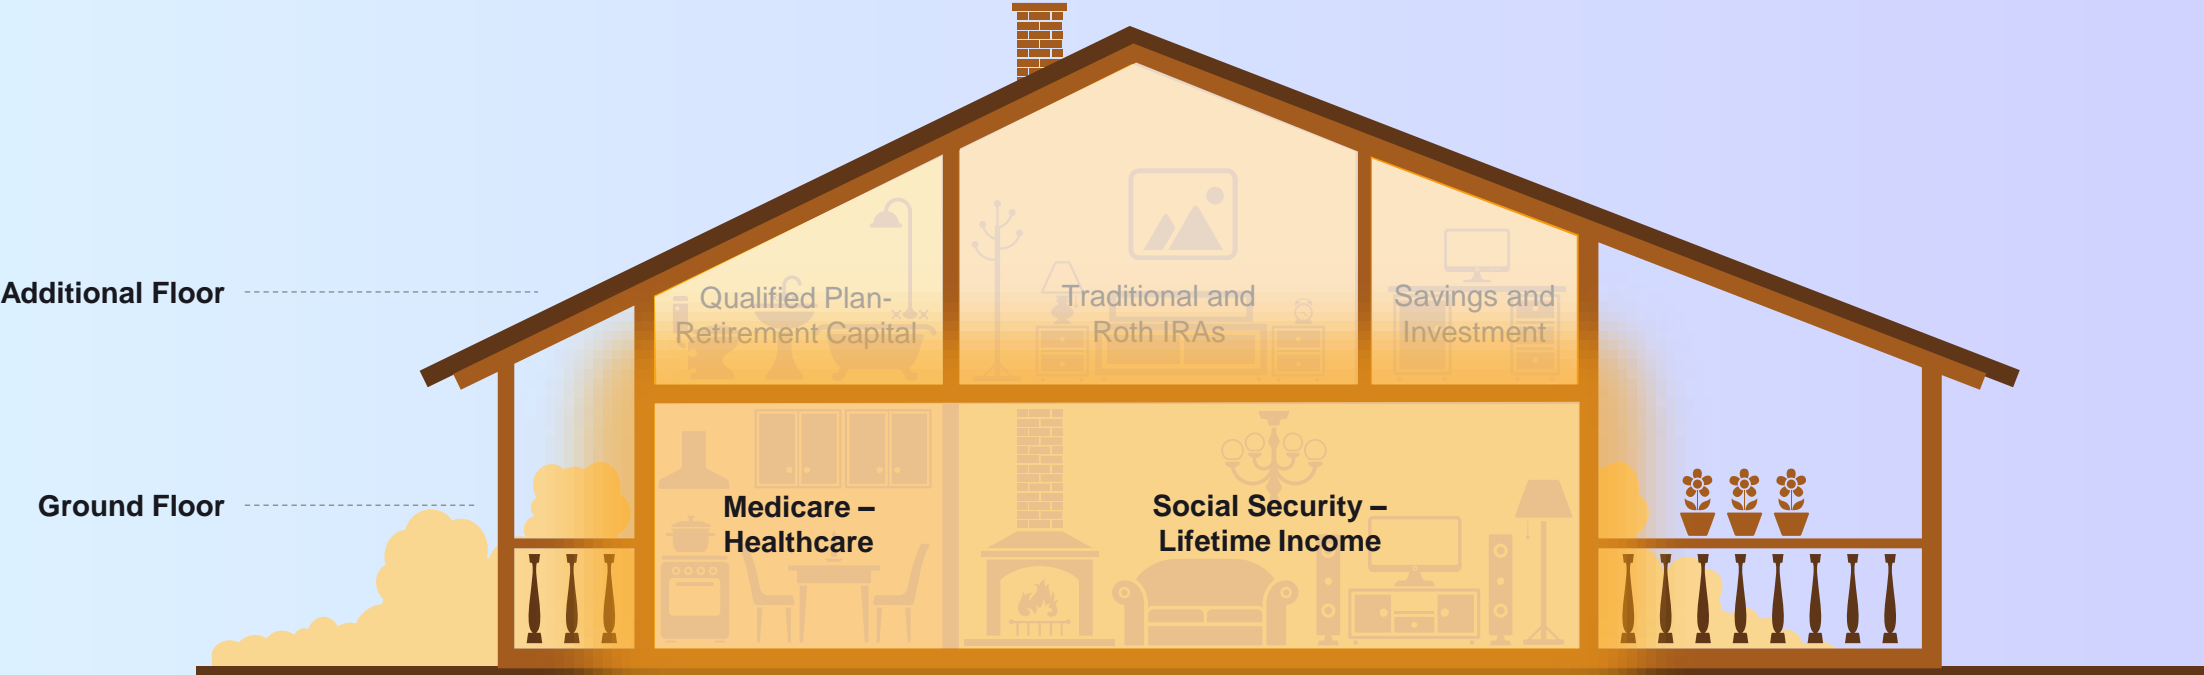 Additional Floor
Qualified Plan-
Retirement Capital
Traditional and
Roth IRAs
Savings and
Investment
Ground Floor
Medicare –
Healthcare
Social Security –
Lifetime Income